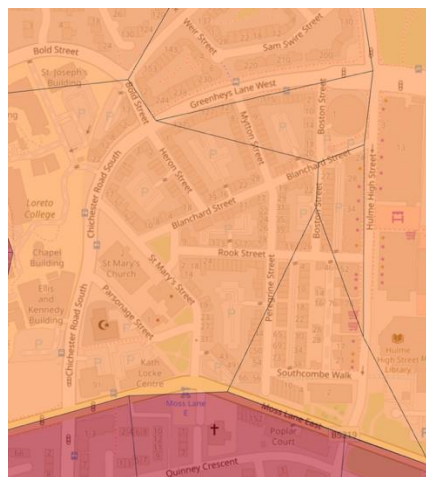 Weir Street
Bold Street
Sam Swire Street
St. Joseph's
Building
Bold Street
Greenheys Lane West
Boston Street
Mytton Street
Heron Street
Blanchard Street
Chichester Road South
Loreto
College
Blanchard Street
Boston Street
Hulme High Street
Rook Street
Chapel
Building
St Mary's
Church
St Mary's Street
Peregrine Street
Ellis
and
Kennedy
Building
Parsonage Street
Chichester Road South
Kath
Locke
Centre
Hulme
High Street
Library
Southcombe Walk
Moss Lane
E
Moss Lane East
B5219
Poplar
Court
Quinney Crescent